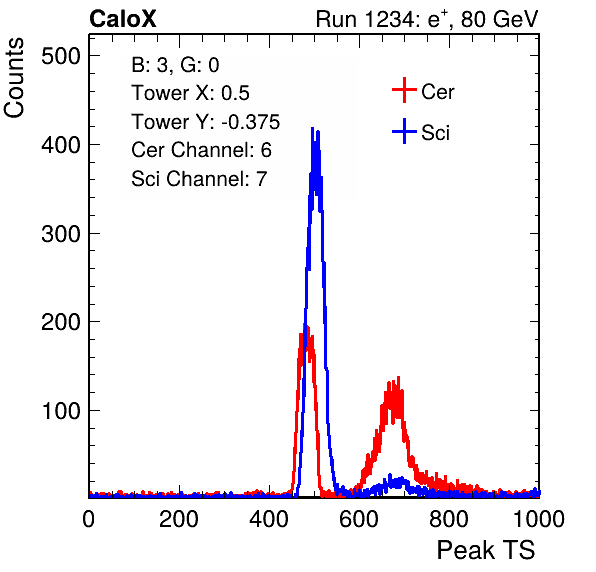 CaloX Run 1234: e⁺, 80 GeV
Counts
500
400
300
200
100
B: 3, G: 0
Tower X: 0.5
Tower Y: -0.375
Cer Channel: 6
Sci Channel: 7
Cer
Sci
0 200 400 600 800 1000
Peak TS